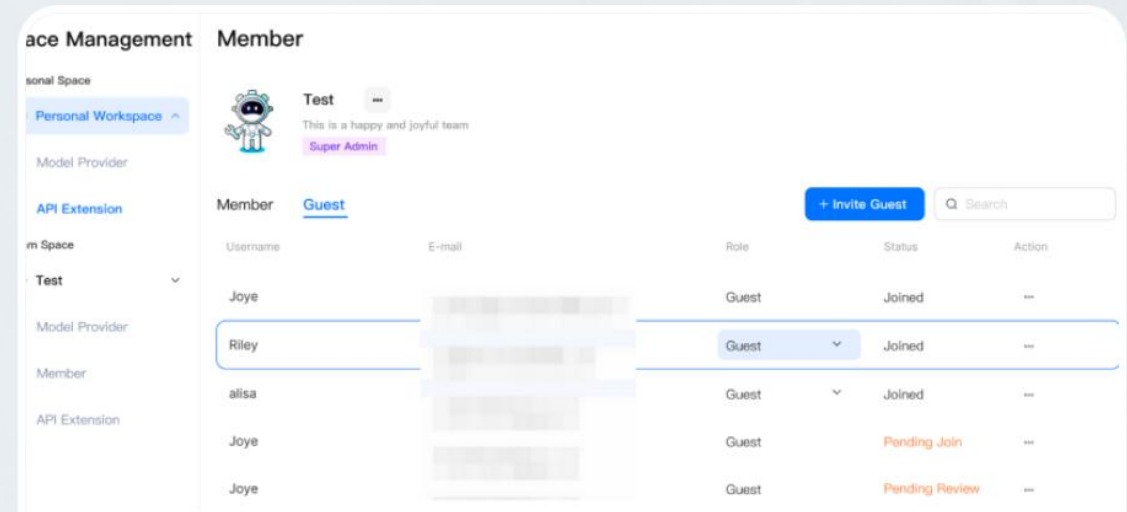 ace Management
sonal Space
Personal Workspace
Model Provider
API Extension
m Space
Test
Model Provider
Member
API Extension
Member
Test
This is a happy and joyful team
Super Admin
Member Guest
+ Invite Guest
Search
Username E-mail Role Status Action
Joye Guest Joined
Riley Guest Joined
alisa Guest Joined
Joye Guest Pending Join
Joye Guest Pending Review